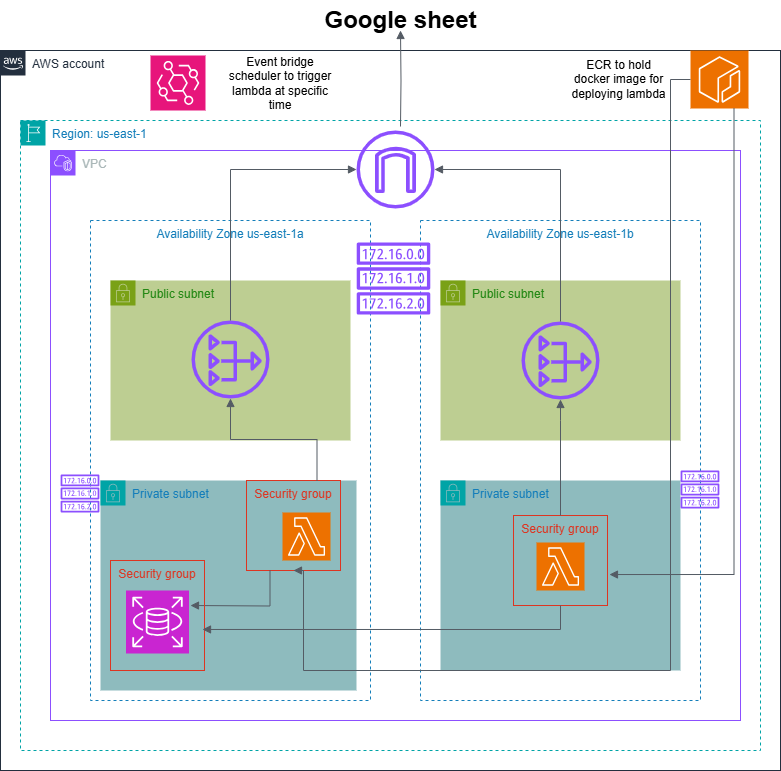 Google sheet
aws
AWS account
Event bridge
scheduler to trigger
lambda at specific
time
ECR to hold
docker image for
deploying lambda
Region: us-east-1
VPC
Availability Zone us-east-1a
Availability Zone us-east-1b
172.16.0.0
172.16.1.0
172.16.2.0
Public subnet
Public subnet
172.16.0.0
172.16.1.0
172.16.2.0
Private subnet
Security group
Private subnet
172.16.0.0
172.16.1.0
172.16.2.0
Security group
Security group